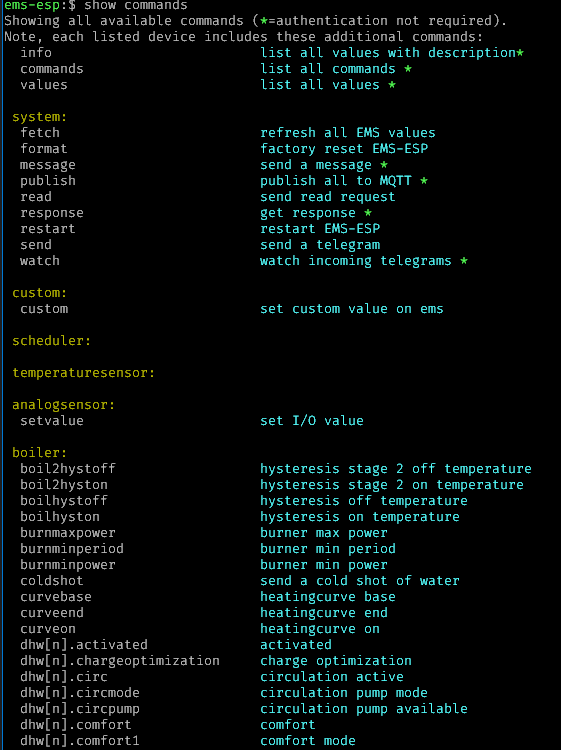 ems-esp:$ show commands
Showing all available commands (*=authentication not required).
Note, each listed device includes these additional commands:
info list all values with description*
commands list all commands *
values list all values *
system:
fetch refresh all EMS values
format factory reset EMS-ESP
message send a message *
publish publish all to MQTT *
read send read request
response get response *
restart restart EMS-ESP
send send a telegram
watch watch incoming telegrams *
custom:
custom set custom value on ems
scheduler:
temperaturesensor:
analogsensor:
setvalue set I/O value
boiler:
boil2hystoff hysteresis stage 2 off temperature
boil2hyston hysteresis stage 2 on temperature
boilhystoff hysteresis off temperature
boilhyston hysteresis on temperature
burnmaxpower burner max power
burnminperiod burner min period
burnminpower burner min power
coldshot send a cold shot of water
curvebase heatingcurve base
curveend heatingcurve end
curveon heatingcurve on
dhw[n].activated activated
dhw[n].chargeoptimization charge optimization
dhw[n].circ circulation active
dhw[n].circmode circulation pump mode
dhw[n].circpump circulation pump available
dhw[n].comfort comfort
dhw[n].comfort1 comfort mode